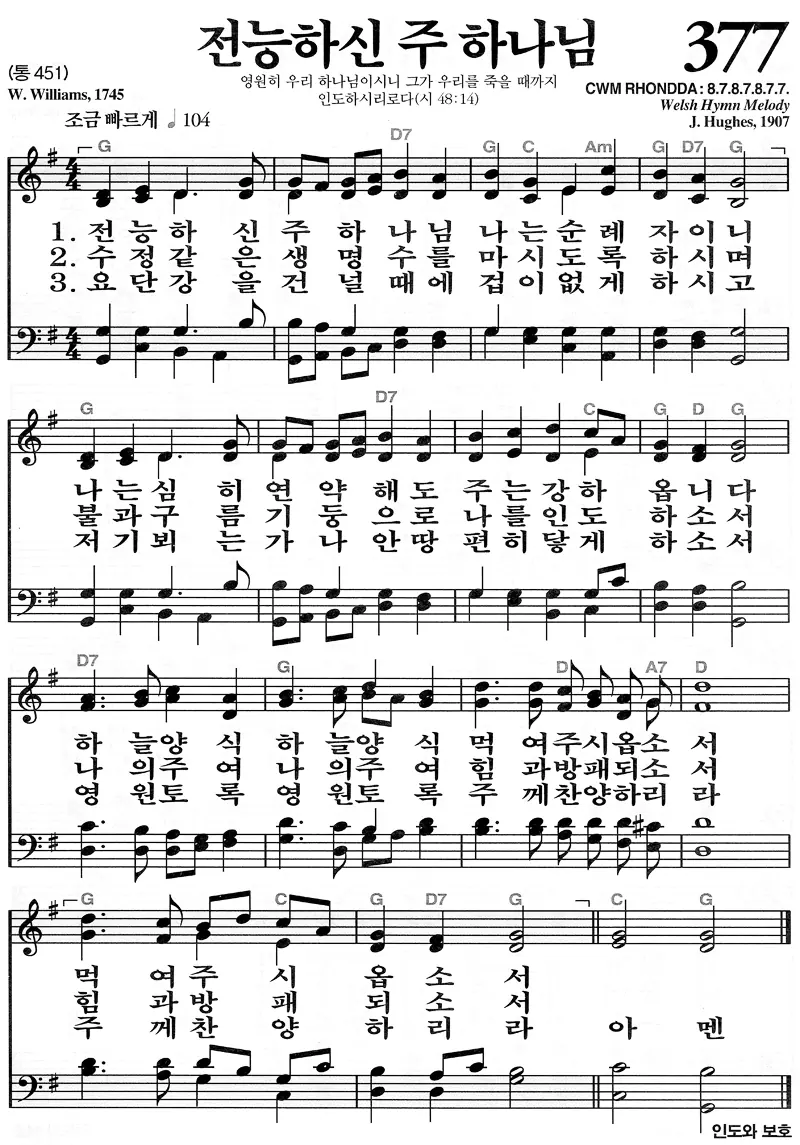 전능하신 주 하나님
377
(통 451)
영원히 우리 하나님이시니 그가 우리를 죽을 때까지
인도하시리로다(시 48:14)
W. Williams, 1745
CWM RHONDDA : 8.7.8.7.8.7.7.
Welsh Hymn Melody
J. Hughes, 1907
조금 빠르게 ♩ 104
G D7 G C Am G D7 G
1. 전능하 신주 하 나님 나는순 례 자이니
2. 수정같 은생 명 수를 마시도 록 하시며
3. 요단강 을건 널 때에 겁이없 게 하시고
G D7 C G D G
나는심 히연 약 해도 주는강하 옵니다
불과구 름기 둥 으로 나를인도 하소서
저기뵈 는가 나 안땅 편히닿게 하소서
D7 G D A7 D
하 늘양 식 하 늘양 식 먹 여주시옵소 서
나 의주 여 나 의주 여 힘 과방패되소 서
영 원토 록 영 원토 록 주 께찬양하리 라
G C G D7 G C G
먹 여주 시 옵 소 서
힘 과방 패 되 소 서
주 께찬 양 하 리 라 아 멘
인도와 보호